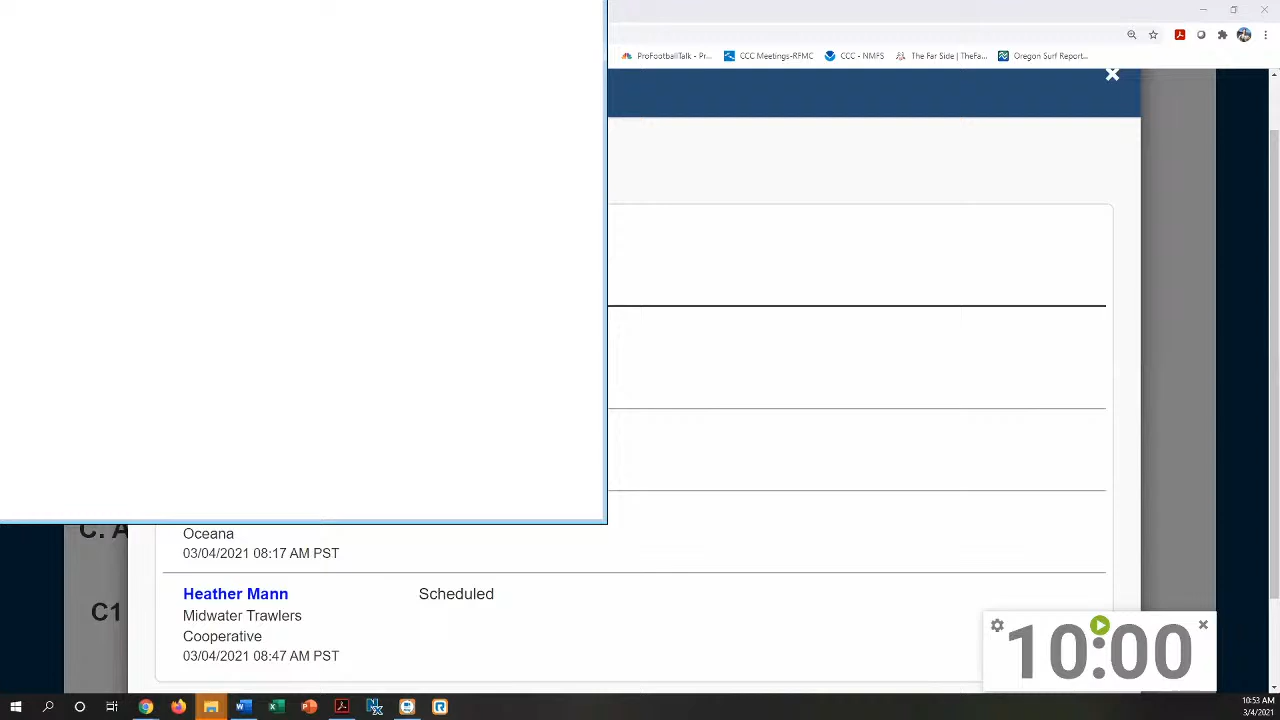 ProFootballTalk - Pr...
CCC Meetings-RFMC
CCC - NMFS
The Far Side | TheFa...
Oregon Surf Report...
C. A
Oceana
03/04/2021 08:17 AM PST
C1
Heather Mann
Scheduled
Midwater Trawlers
Cooperative
03/04/2021 08:47 AM PST
10:00
10:53 AM
3/4/2021